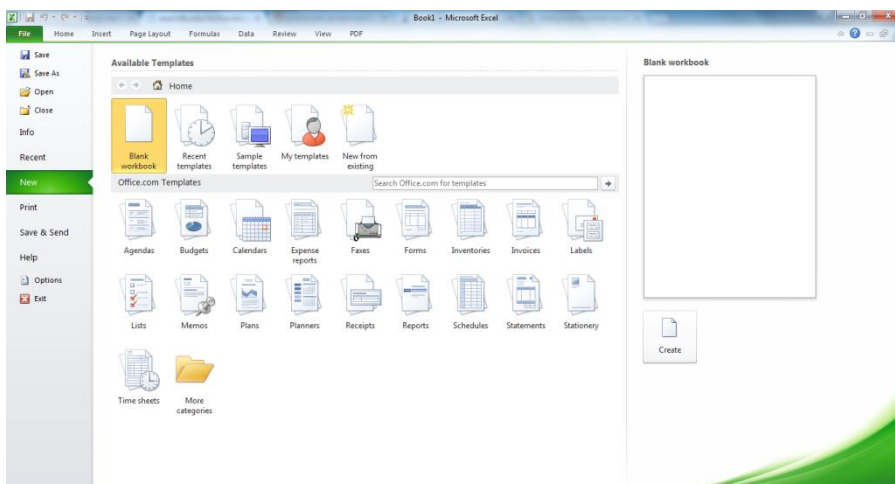 Book1 - Microsoft Excel
File Home Insert Page Layout Formulas Data Review View PDF
Save
Save As
Open
Close
Info
Recent
New
Print
Save & Send
Help
Options
Exit
Available Templates
Home
Blank workbook
Recent templates
Sample templates
My templates
New from existing
Office.com Templates
Search Office.com for templates
Agendas
Budgets
Calendars
Expense reports
Faxes
Forms
Inventories
Invoices
Labels
Lists
Memos
Plans
Planners
Receipts
Reports
Schedules
Statements
Stationery
Time sheets
More categories
Blank workbook
Create